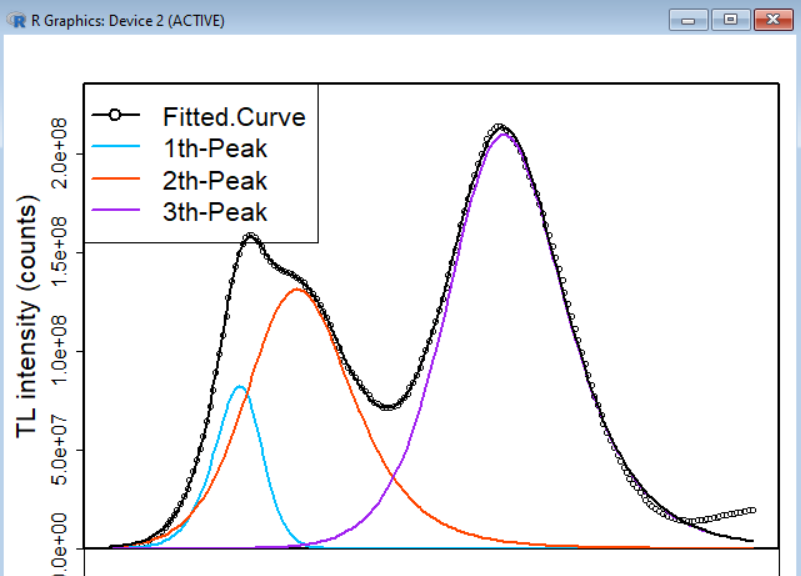 R Graphics: Device 2 (ACTIVE)
Fitted.Curve
1th-Peak
2th-Peak
3th-Peak
TL intensity (counts)
2.0e+08
1.5e+08
1.0e+08
5.0e+07
0.0e+00